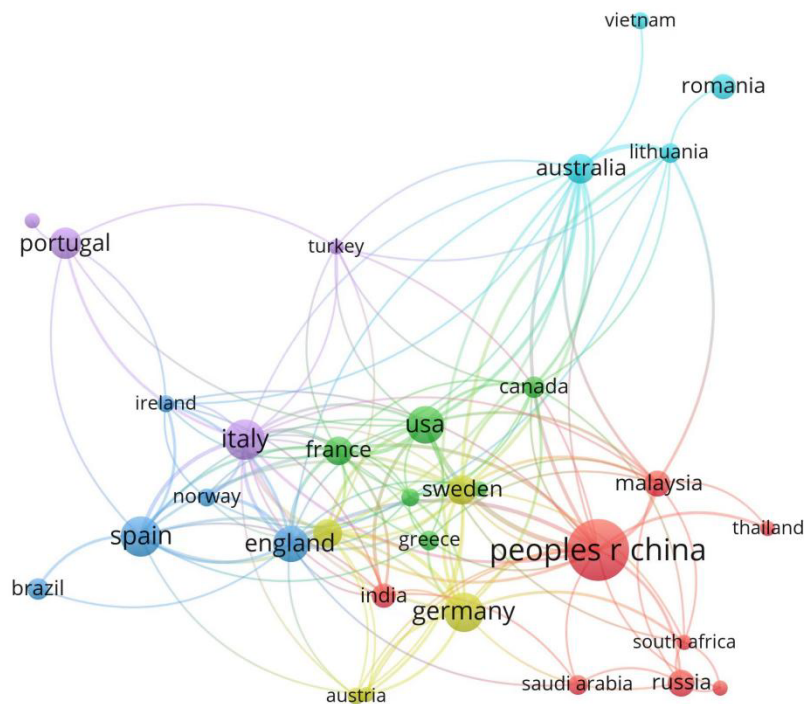 vietnam
romania
lithuania
australia
portugal
turkey
canada
ireland
usa
italy
france
malaysia
sweden
norway
thailand
spain
england
greece
peoples r china
brazil
india
germany
south africa
saudi arabia
russia
austria